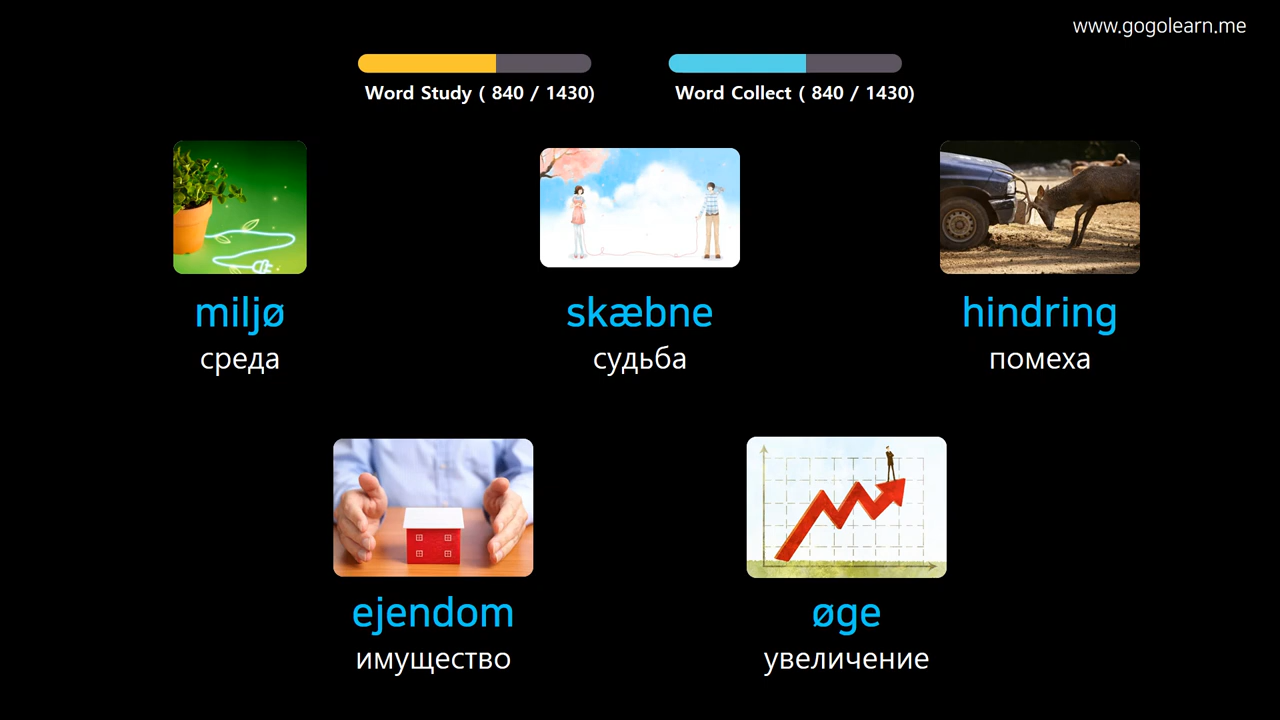 www.gogolearn.me
Word Study ( 840 / 1430)
Word Collect ( 840 / 1430)
miljø
среда
skæbne
судьба
hindring
помеха
ejendom
имущество
øge
увеличение